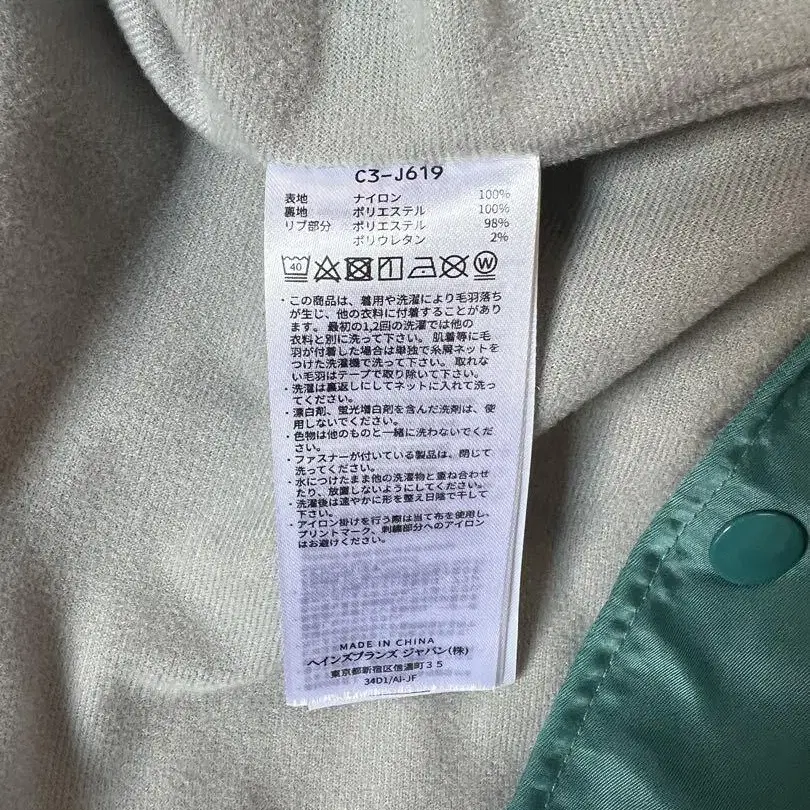 C3-J619
表地 ナイロン 100%
裏地 ポリエステル 100%
リブ部分 ポリエステル 98%
ポリウレタン 2%
40 W
・この商品は、着用や洗濯により毛羽落ち
が生じ、他の衣料に付着することがあり
ます。最初の1,2回の洗濯では他の
衣料と別に洗って下さい。肌着等に毛
羽が付着した場合は単独で糸屑ネットを
つけた洗濯機で洗って下さい。取れな
い毛羽はテープで取り除いて下さい。
・洗濯は裏返しにしてネットに入れて洗っ
てください。
・漂白剤、蛍光増白剤を含んだ洗剤は、使
用しないでください。
・色物は他のものと一緒に洗わないでくだ
さい。
・ファスナーが付いている製品は、閉じて
洗ってください。
・水につけたまま他の洗濯物と重ね合わせ
たり、放置しないようにしてください。
・洗濯後は速やかに形を整え日陰で干して
下さい。
・アイロン掛けを行う際は当て布を使用し、
プリントマーク、刺繍部分へのアイロン
はお避けください。
MADE IN CHINA
ヘインズブランズ ジャパン(株)
東京都新宿区信濃町35
34D1/AI-JF